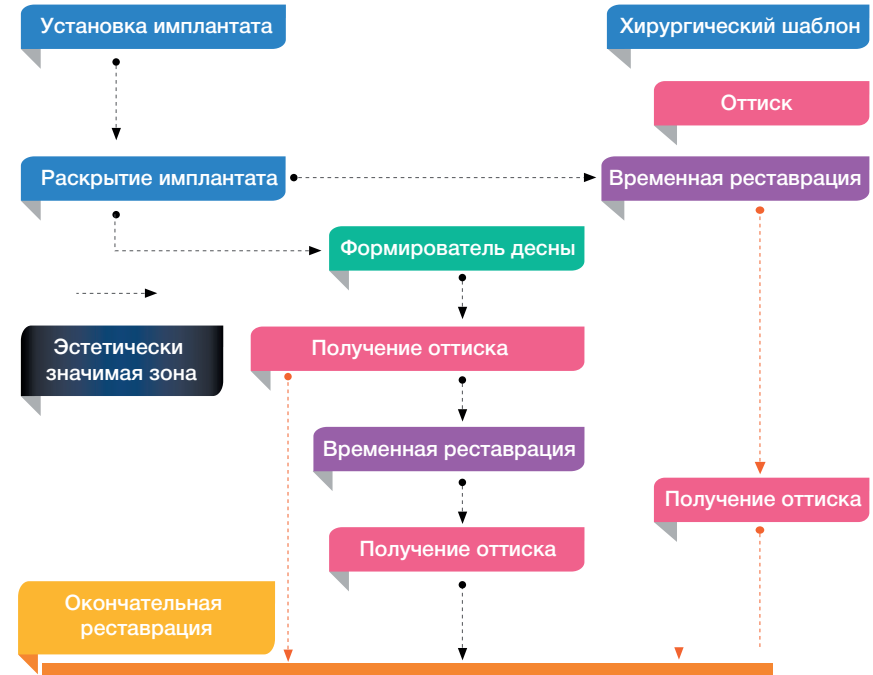 Установка имплантата
Хирургический шаблон
Оттиск
Раскрытие имплантата
Временная реставрация
Формирователь десны
Эстетически
значимая зона
Получение оттиска
Временная реставрация
Получение оттиска
Получение оттиска
Окончательная
реставрация